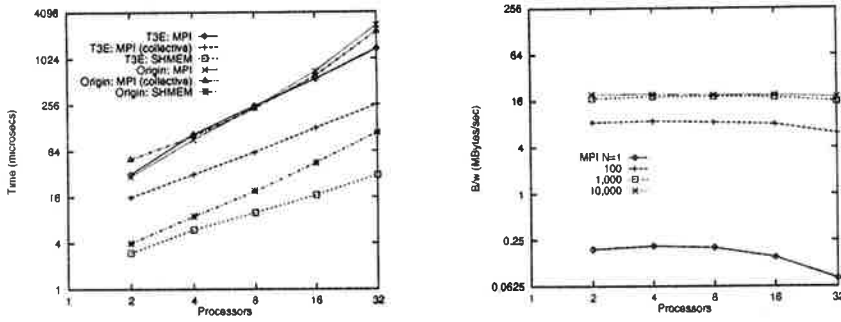 4096
1024
256
64
16
4
1
1
2
4
8
16
32
Time (microsecs)
Processors
T3E: MPI
T3E: MPI (collective)
T3E: SHMEM
Origin: MPI
Origin: MPI (collective)
Origin: SHMEM
256
64
16
4
1
0.25
0.0625
1
2
4
8
16
32
B/w (MBytes/sec)
Processors
MPI N=1
100
1,000
10,000